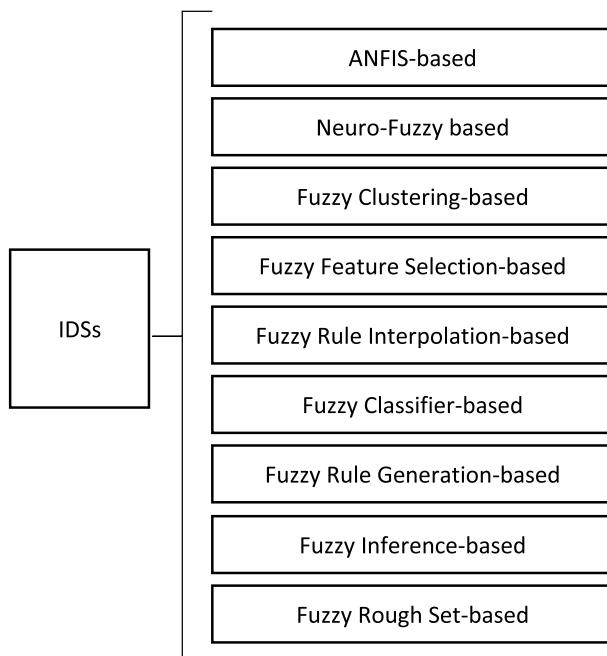 ANFIS-based
Neuro-Fuzzy based
Fuzzy Clustering-based
Fuzzy Feature Selection-based
IDSs
Fuzzy Rule Interpolation-based
Fuzzy Classifier-based
Fuzzy Rule Generation-based
Fuzzy Inference-based
Fuzzy Rough Set-based